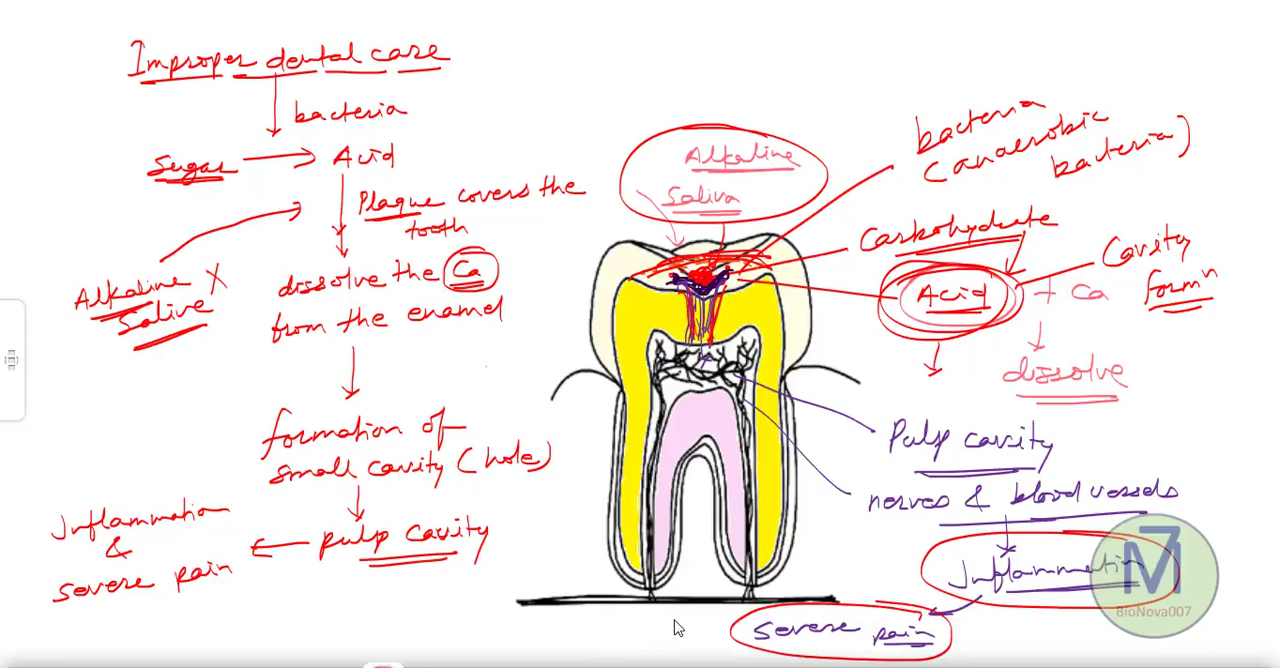 Improper dental care
bacteria
Sugar
Acid
Plaque covers the
tooth
Alkaline X
Salive
dissolve the Ca
from the enamel
formation of
small cavity (hole)
pulp cavity
Inflammation
&
severe pain
Alkaline
Saliva
bacteria
(anaerobic
bacteria)
Carbohydrate
Acid + Ca
Cavity
formⁿ
dissolve
Pulp cavity
nerves & blood vessels
Inflammation
severe pain
BioNova007